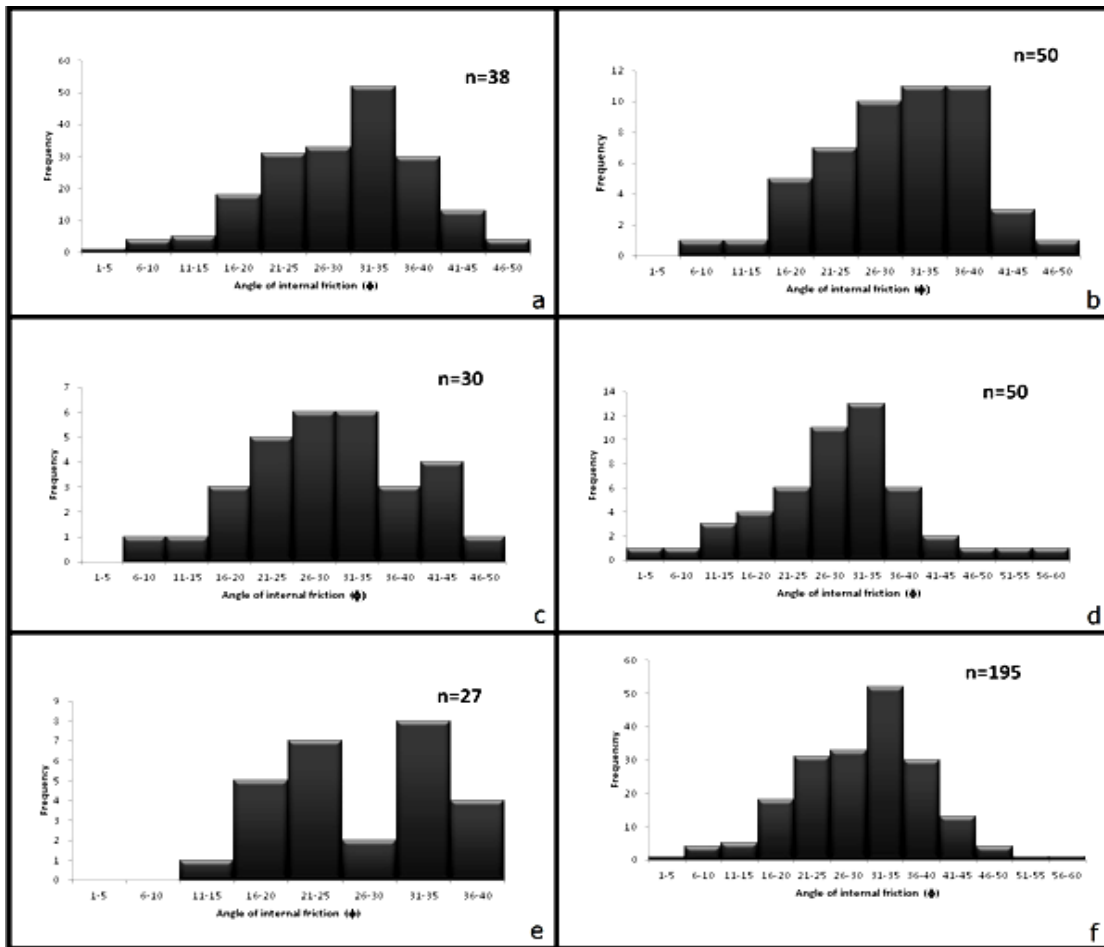 n=38
60
50
40
30
20
10
0
Frequency
1-5 6-10 11-15 16-20 21-25 26-30 31-35 36-40 41-45 46-50
Angle of internal friction (ϕ)
a
n=50
12
10
8
6
4
2
0
Frequency
1-5 6-10 11-15 16-20 21-25 26-30 31-35 36-40 41-45 46-50
Angle of internal friction (ϕ)
b
n=30
7
6
5
4
3
2
1
0
Frequency
1-5 6-10 11-15 16-20 21-25 26-30 31-35 36-40 41-45 46-50
Angle of internal friction (ϕ)
c
n=50
14
12
10
8
6
4
2
0
Frequency
1-5 6-10 11-15 16-20 21-25 26-30 31-35 36-40 41-45 46-50 51-55 56-60
Angle of internal friction (ϕ)
d
n=27
9
8
7
6
5
4
3
2
1
0
Frequency
1-5 6-10 11-15 16-20 21-25 26-30 31-35 36-40
Angle of internal friction (ϕ)
e
n=195
60
50
40
30
20
10
0
Frequency
1-5 6-10 11-15 16-20 21-25 26-30 31-35 36-40 41-45 46-50 51-55 56-60
Angle of internal friction (ϕ)
f